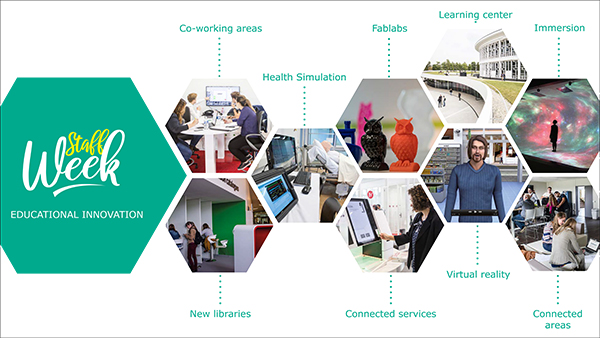 Staff
Week
EDUCATIONAL INNOVATION
Co-working areas
Health Simulation
Fablabs
Learning center
Immersion
New libraries
Connected services
Virtual reality
Connected
areas